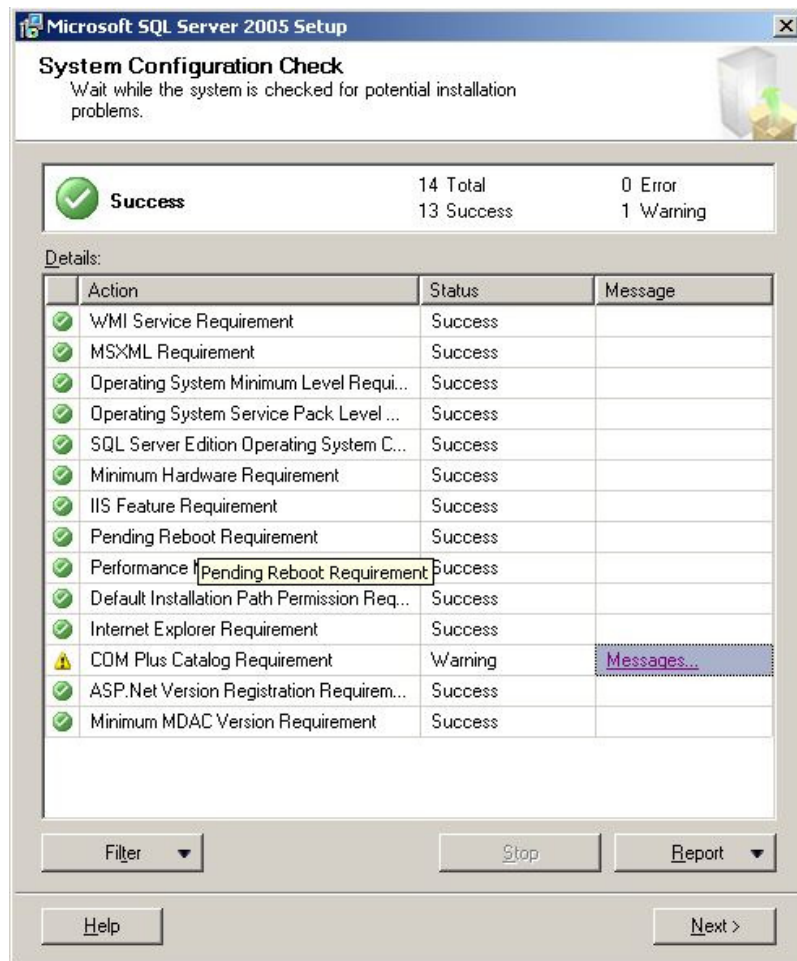 Microsoft SQL Server 2005 Setup
System Configuration Check
Wait while the system is checked for potential installation
problems.
Success 14 Total 0 Error
13 Success 1 Warning
Details:
Action Status Message
WMI Service Requirement Success
MSXML Requirement Success
Operating System Minimum Level Requi... Success
Operating System Service Pack Level ... Success
SQL Server Edition Operating System C... Success
Minimum Hardware Requirement Success
IIS Feature Requirement Success
Pending Reboot Requirement Success
Performance Pending Reboot Requirement Success
Default Installation Path Permission Req... Success
Internet Explorer Requirement Success
COM Plus Catalog Requirement Warning Messages...
ASP.Net Version Registration Requirem... Success
Minimum MDAC Version Requirement Success
Filter Stop Report
Help Next >